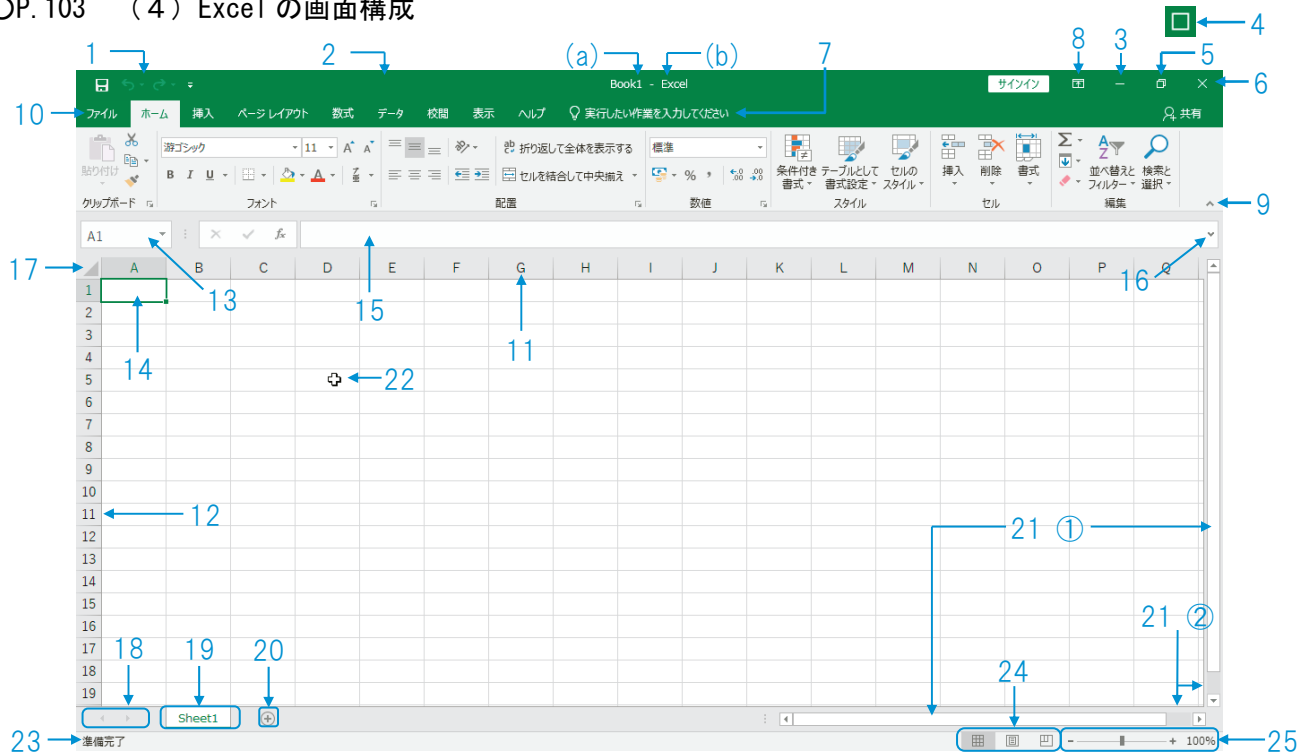 〇P.103 （４）Excelの画面構成
4
1 2 (a) (b) 7 8 3 5
Book1 - Excel サインイン 6
10 ファイル ホーム 挿入 ページ レイアウト 数式 データ 校閲 表示 ヘルプ 実行したい作業を入力してください 共有
貼り付け 游ゴシック 11 A A ab 折り返して全体を表示する 標準 条件付き書式 テーブルとして書式設定 セルのスタイル 挿入 削除 書式 Σ 並べ替えとフィルター 検索と選択
B I U A セルを結合して中央揃え % , .00 .0
クリップボード フォント 配置 数値 スタイル セル 編集 9
A1 fx
17 A B C D E F G H I J K L M N O P Q
13 15 16
1
2
3
11
4
14
5 22
6
7
8
9
10
11 12
12 21 ①
13
14
15
16 21 ②
17 18 19 20
18 24
19
Sheet1
23 準備完了 - + 100% 25